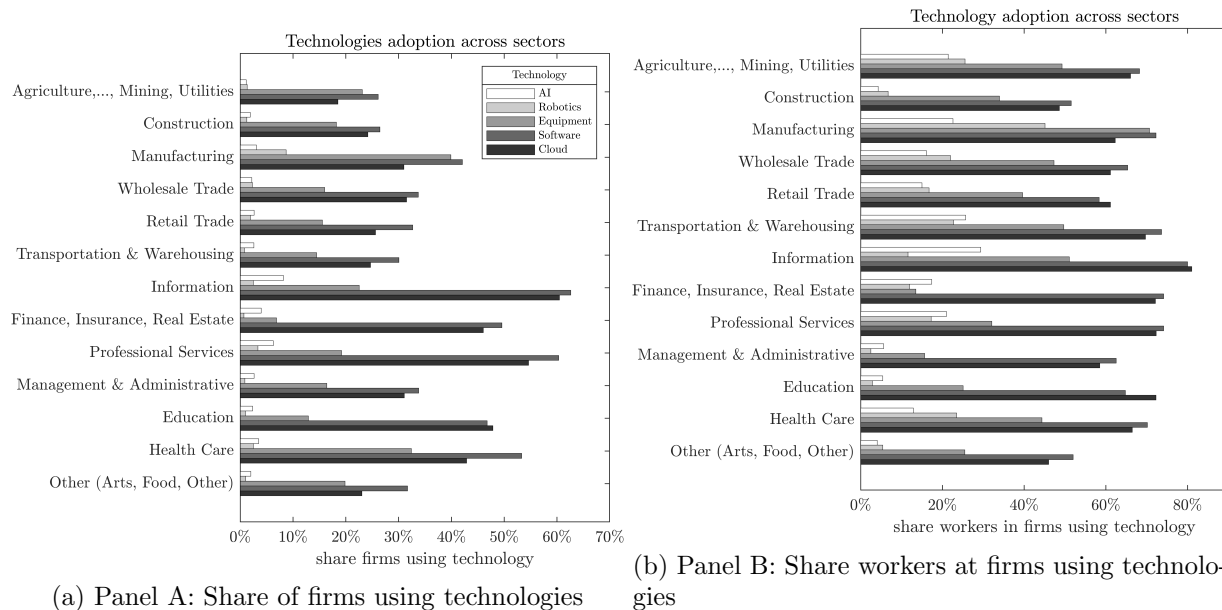 Technologies adoption across sectors
Technology
AI
Robotics
Equipment
Software
Cloud
Agriculture,..., Mining, Utilities
Construction
Manufacturing
Wholesale Trade
Retail Trade
Transportation & Warehousing
Information
Finance, Insurance, Real Estate
Professional Services
Management & Administrative
Education
Health Care
Other (Arts, Food, Other)
0% 10% 20% 30% 40% 50% 60% 70%
share firms using technology
(a) Panel A: Share of firms using technologies
Technology adoption across sectors
Agriculture,..., Mining, Utilities
Construction
Manufacturing
Wholesale Trade
Retail Trade
Transportation & Warehousing
Information
Finance, Insurance, Real Estate
Professional Services
Management & Administrative
Education
Health Care
Other (Arts, Food, Other)
0% 20% 40% 60% 80%
share workers in firms using technology
(b) Panel B: Share workers at firms using technolo-
gies